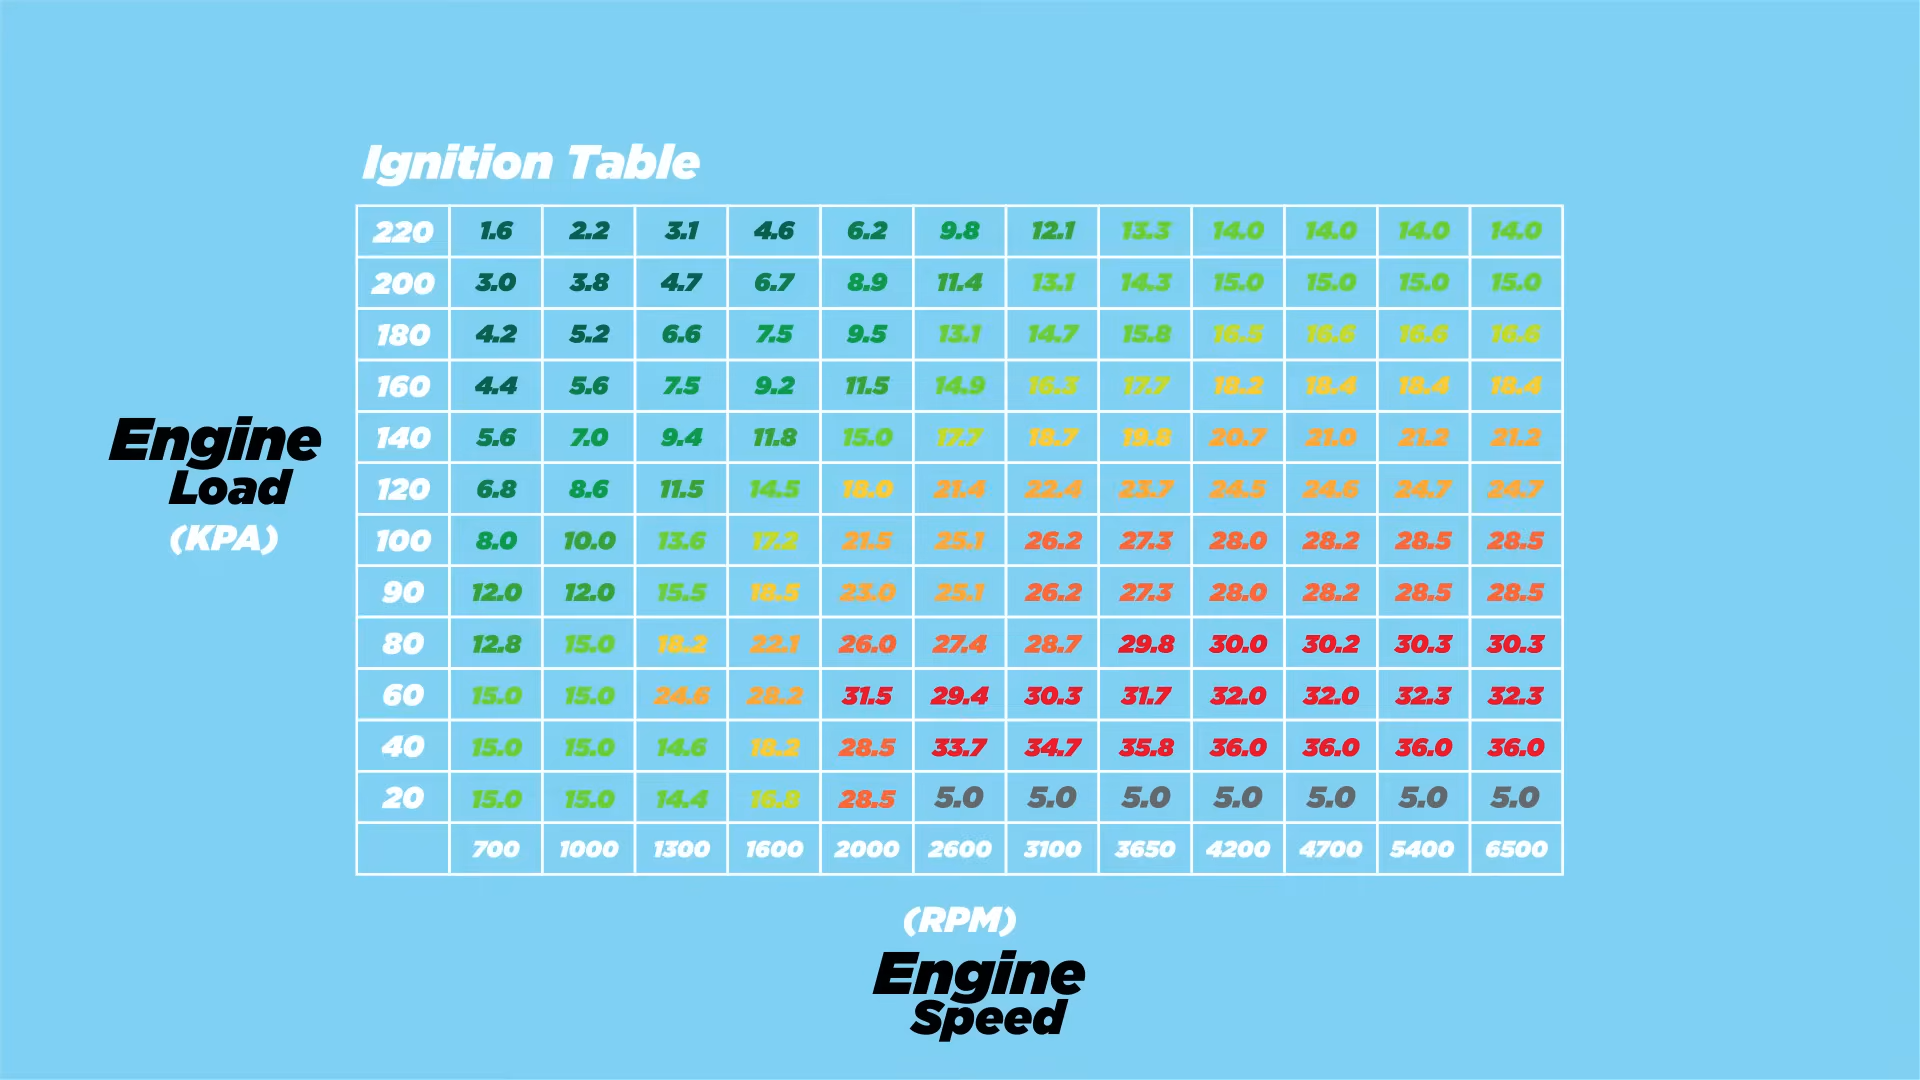 Ignition Table
220 1.6 2.2 3.1 4.6 6.2 9.8 12.1 13.3 14.0 14.0 14.0 14.0
200 3.0 3.8 4.7 6.7 8.9 11.4 13.1 14.3 15.0 15.0 15.0 15.0
180 4.2 5.2 6.6 7.5 9.5 13.1 14.7 15.8 16.5 16.6 16.6 16.6
160 4.4 5.6 7.5 9.2 11.5 14.9 16.3 17.7 18.2 18.4 18.4 18.4
140 5.6 7.0 9.4 11.8 15.0 17.7 18.7 19.8 20.7 21.0 21.2 21.2
120 6.8 8.6 11.5 14.5 18.0 21.4 22.4 23.7 24.5 24.6 24.7 24.7
100 8.0 10.0 13.6 17.2 21.5 25.1 26.2 27.3 28.0 28.2 28.5 28.5
90 12.0 12.0 15.5 18.5 23.0 25.1 26.2 27.3 28.0 28.2 28.5 28.5
80 12.8 15.0 18.2 22.1 26.0 27.4 28.7 29.8 30.0 30.2 30.3 30.3
60 15.0 15.0 24.6 28.2 31.5 29.4 30.3 31.7 32.0 32.0 32.3 32.3
40 15.0 15.0 14.6 18.2 28.5 33.7 34.7 35.8 36.0 36.0 36.0 36.0
20 15.0 15.0 14.4 16.8 28.5 5.0 5.0 5.0 5.0 5.0 5.0 5.0
700 1000 1300 1600 2000 2600 3100 3650 4200 4700 5400 6500
Engine
Load
(KPA)
(RPM)
Engine
Speed